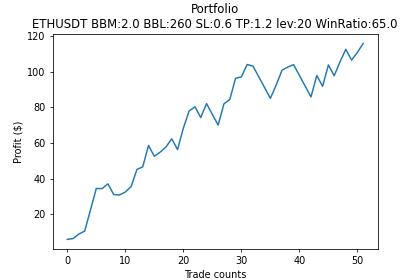 Portfolio
ETHUSDT BBM:2.0 BBL:260 SL:0.6 TP:1.2 lev:20 WinRatio:65.0
120
100
80
60
40
20
Profit ($)
0 10 20 30 40 50
Trade counts